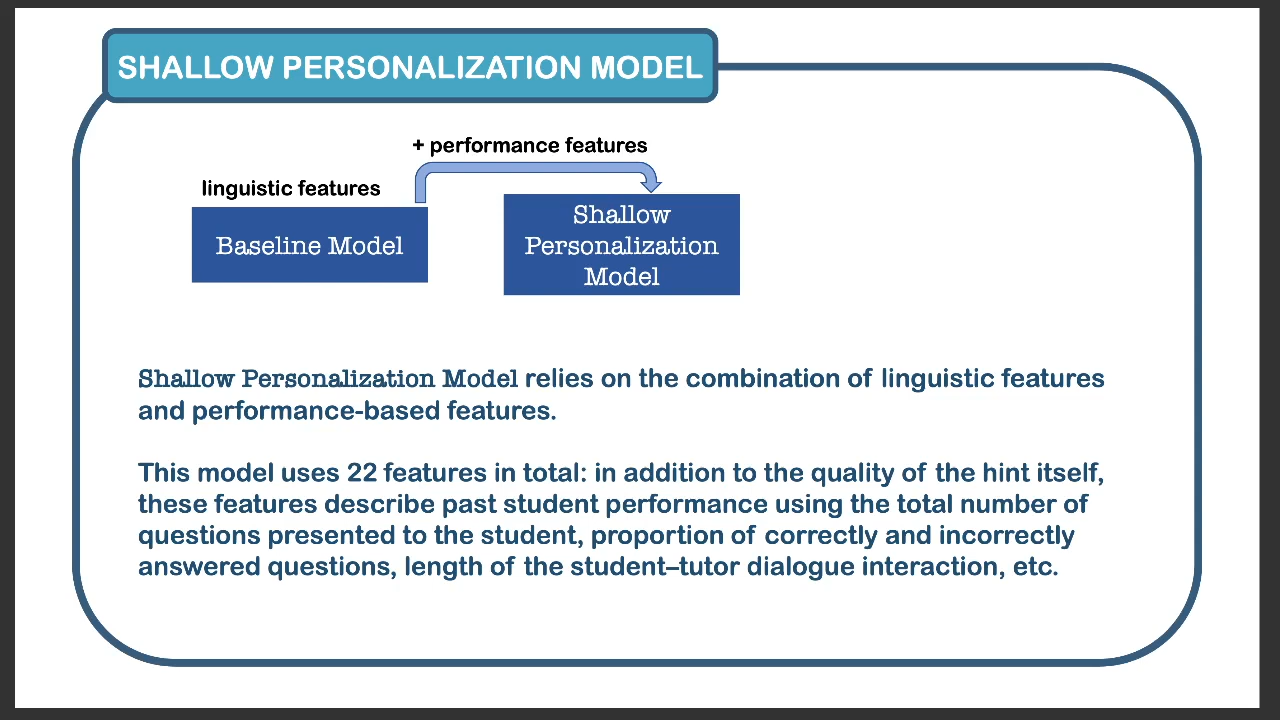 SHALLOW PERSONALIZATION MODEL
+ performance features
linguistic features
Baseline Model
Shallow
Personalization
Model
Shallow Personalization Model relies on the combination of linguistic features
and performance-based features.
This model uses 22 features in total: in addition to the quality of the hint itself,
these features describe past student performance using the total number of
questions presented to the student, proportion of correctly and incorrectly
answered questions, length of the student–tutor dialogue interaction, etc.